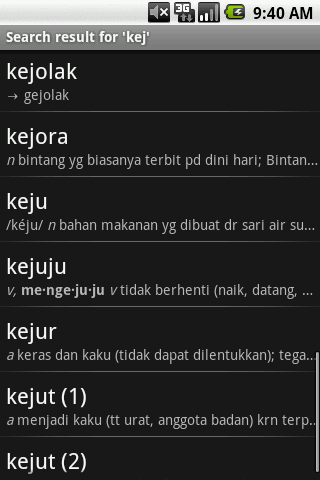 3G
9:40 AM
Search result for 'kej'
kejolak
→ gejolak
kejora
n bintang yg biasanya terbit pd dini hari; Bintan...
keju
/kéju/ n bahan makanan yg dibuat dr sari air su...
kejuju
v, me·nge·ju·ju v tidak berhenti (naik, datang, ...
kejur
a keras dan kaku (tidak dapat dilentukkan); tega...
kejut (1)
a menjadi kaku (tt urat, anggota badan) krn terp...
kejut (2)